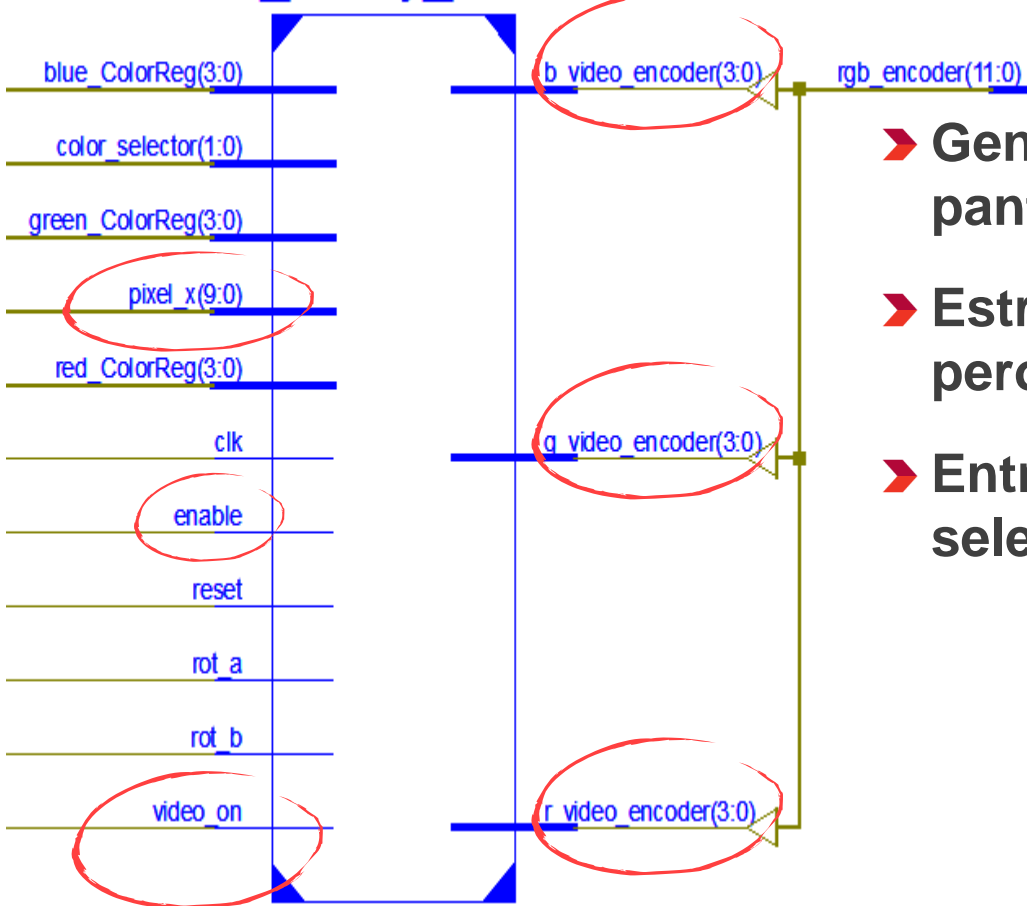 blue_ColorReg(3:0)
color_selector(1:0)
green_ColorReg(3:0)
pixel_x(9:0)
red_ColorReg(3:0)
clk
enable
reset
rot_a
rot_b
video_on
b_video_encoder(3:0)
g_video_encoder(3:0)
r_video_encoder(3:0)
rgb_encoder(11:0)
Gen
pant
Estr
perc
Entr
sele